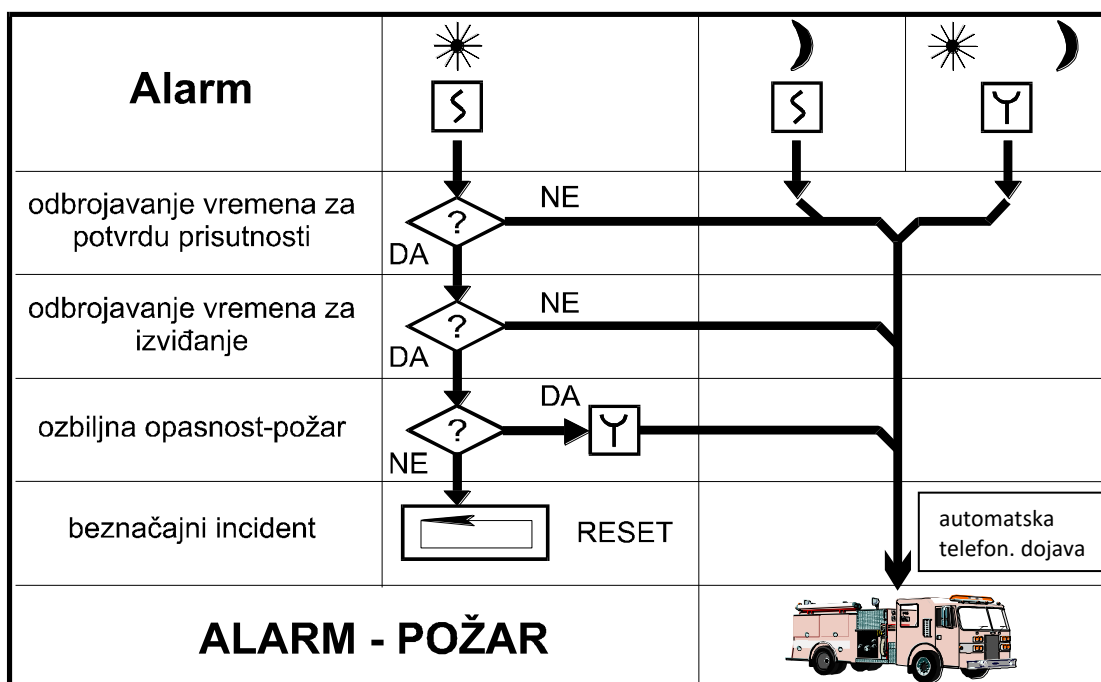 Alarm
odbrojavanje vremena za
potvrdu prisutnosti
?
NE
DA
odbrojavanje vremena za
izviđanje
?
NE
DA
ozbiljna opasnost-požar
?
DA
NE
beznačajni incident
RESET
automatska
telefon. dojava
ALARM - POŽAR